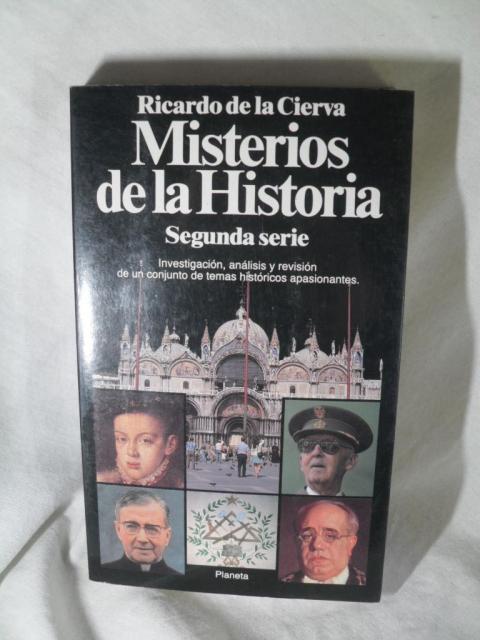 Ricardo de la Cierva
Misterios
de la Historia
Segunda serie
Investigación, análisis y revisión
de un conjunto de temas históricos apasionantes.
Planeta